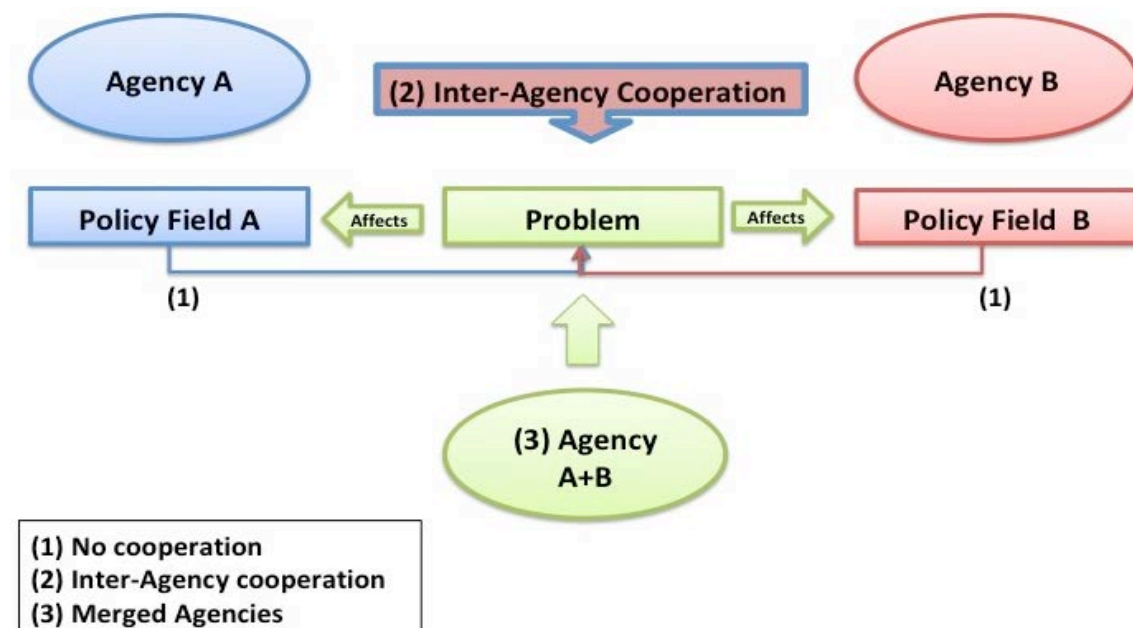 Agency A
(2) Inter-Agency Cooperation
Agency B
Policy Field A
Affects
Problem
Affects
Policy Field B
(1)
(1)
(3) Agency
A+B
(1) No cooperation
(2) Inter-Agency cooperation
(3) Merged Agencies